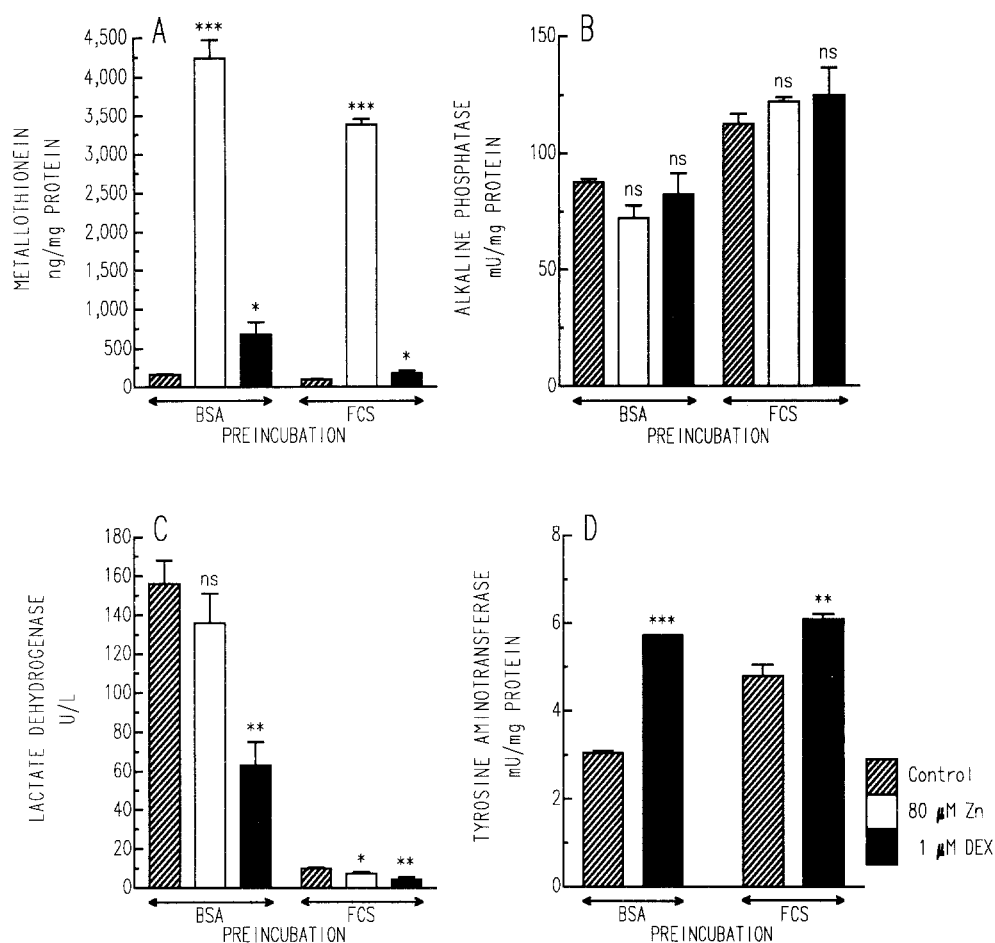 A
METALLOTHIONEIN
ng/mg PROTEIN
4,500
4,000
3,500
3,000
2,500
2,000
1,500
1,000
500
0
***
*
***
*
BSA
FCS
PREINCUBATION
B
ALKALINE PHOSPHATASE
mU/mg PROTEIN
150
100
50
0
ns
ns
ns
ns
BSA
FCS
PREINCUBATION
C
LACTATE DEHYDROGENASE
U/L
180
160
140
120
100
80
60
40
20
0
ns
**
*
**
BSA
FCS
PREINCUBATION
D
TYROSINE AMINOTRANSFERASE
mU/mg PROTEIN
8
6
4
2
0
***
**
BSA
FCS
PREINCUBATION
Control
80 µM Zn
1 µM DEX